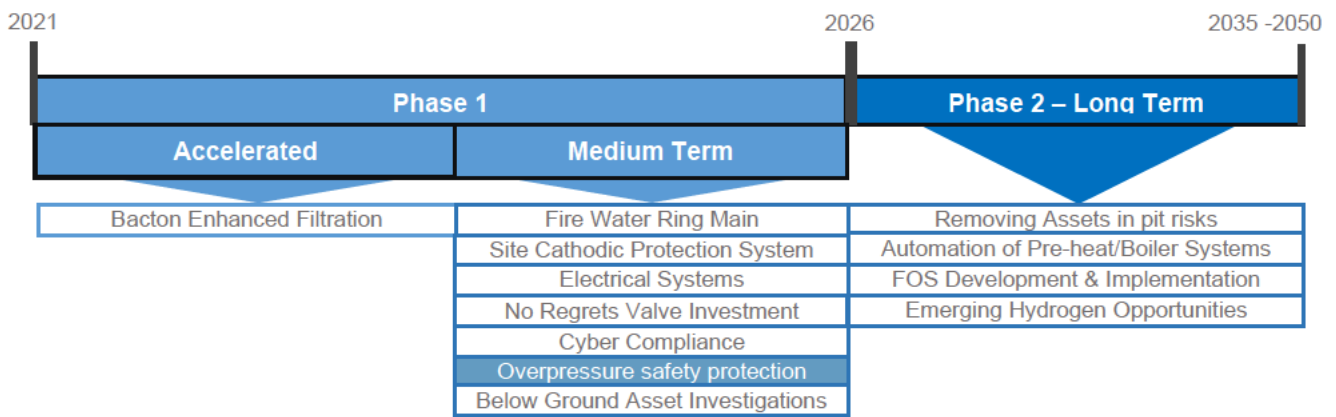 2021
2026
2035 -2050
Phase 1
Phase 2 – Long Term
Accelerated
Medium Term
Bacton Enhanced Filtration
Fire Water Ring Main
Site Cathodic Protection System
Electrical Systems
No Regrets Valve Investment
Cyber Compliance
Overpressure safety protection
Below Ground Asset Investigations
Removing Assets in pit risks
Automation of Pre-heat/Boiler Systems
FOS Development & Implementation
Emerging Hydrogen Opportunities